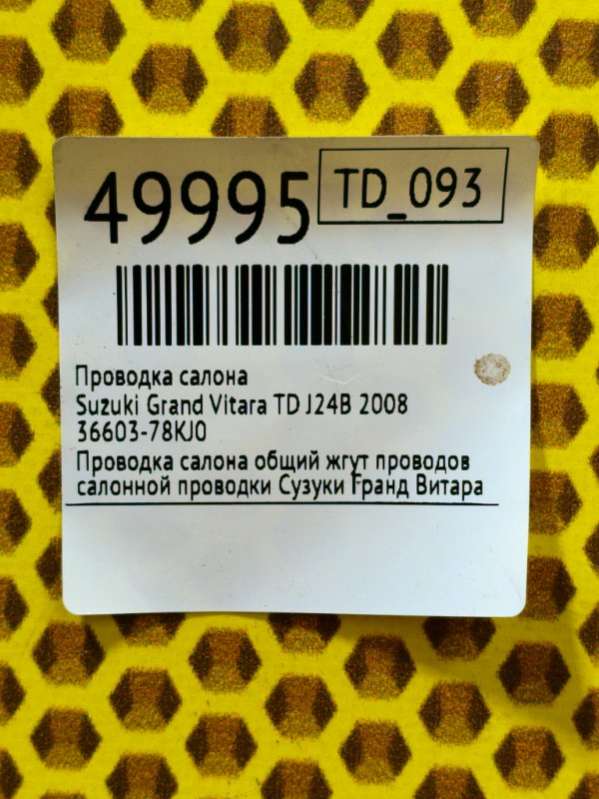 49995 TD_093
Проводка салона
Suzuki Grand Vitara TD J24B 2008
36603-78KJ0
Проводка салона общий жгут проводов
салонной проводки Сузуки Гранд Витара